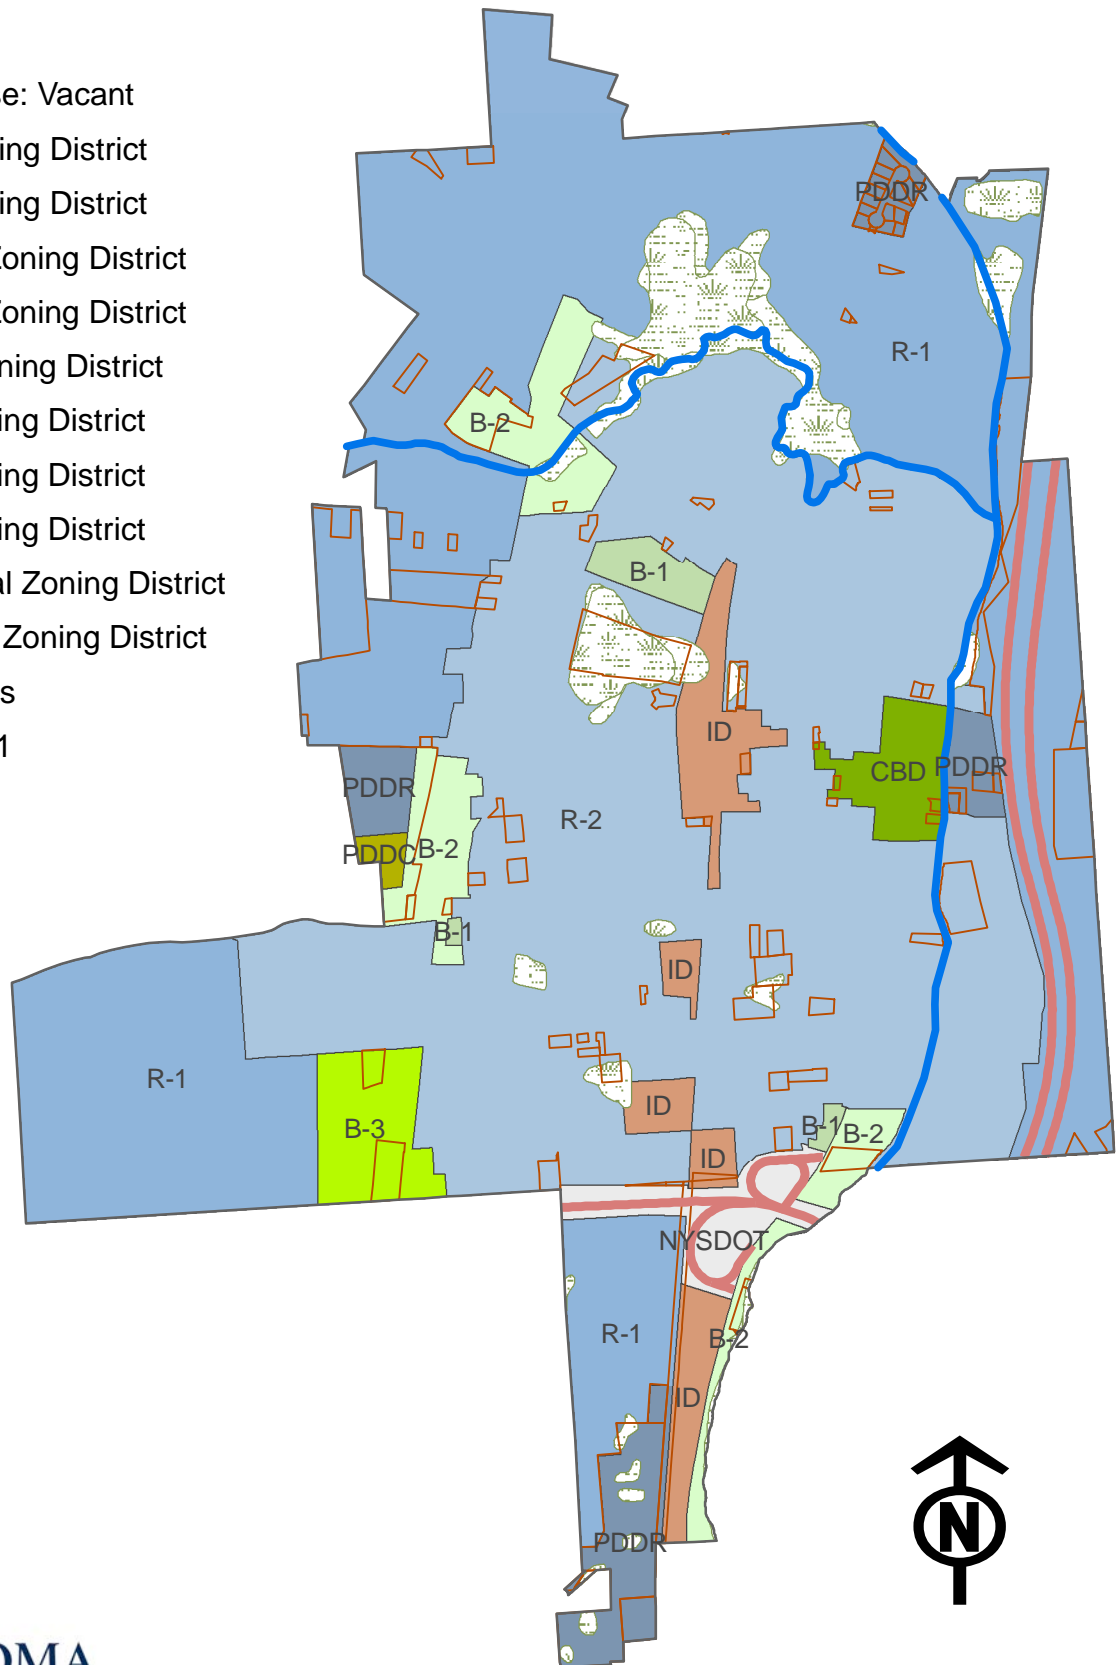 se: Vacant
ing District
ing District
Zoning District
Zoning District
ning District
ing District
ing District
ing District
al Zoning District
Zoning District
s
1
PDDR
R-1
B-2
B-1
ID
CBD PDDR
PDDR
R-2
PDDC B-2
B-1
ID
R-1
ID
B-3
B-1 B-2
ID
NYSDOT
R-1
B-2
ID
N
PDDR
OMA